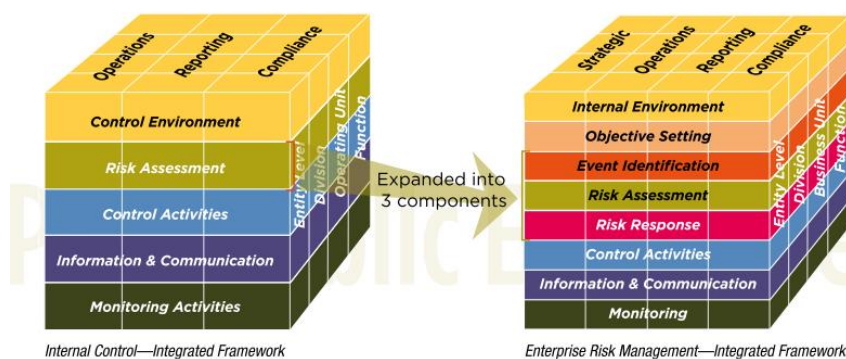 Operations
Reporting
Compliance
Control Environment
Risk Assessment
Control Activities
Information & Communication
Monitoring Activities
Entity Level
Division
Operating Unit
Function
Internal Control—Integrated Framework
Expanded into
3 components
Strategic
Operations
Reporting
Compliance
Internal Environment
Objective Setting
Event Identification
Risk Assessment
Risk Response
Control Activities
Information & Communication
Monitoring
Entity Level
Division
Business Unit
Function
Enterprise Risk Management—Integrated Framework